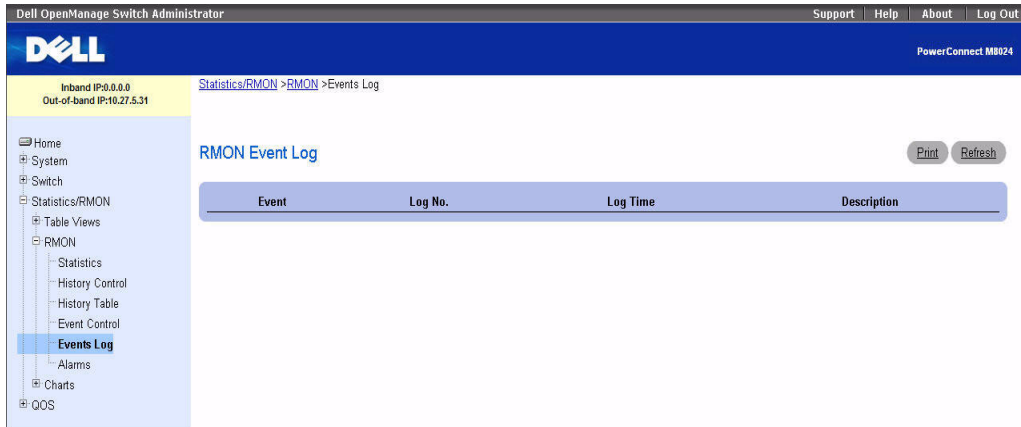 Dell OpenManage Switch Administrator
Support Help About Log Out
DELL
PowerConnect M8024
Inband IP:0.0.0.0
Out-of-band IP:10.27.5.31
Statistics/RMON >RMON >Events Log
Home
System
Switch
Statistics/RMON
Table Views
RMON
Statistics
History Control
History Table
Event Control
Events Log
Alarms
Charts
QOS
RMON Event Log
Print Refresh
Event Log No. Log Time Description